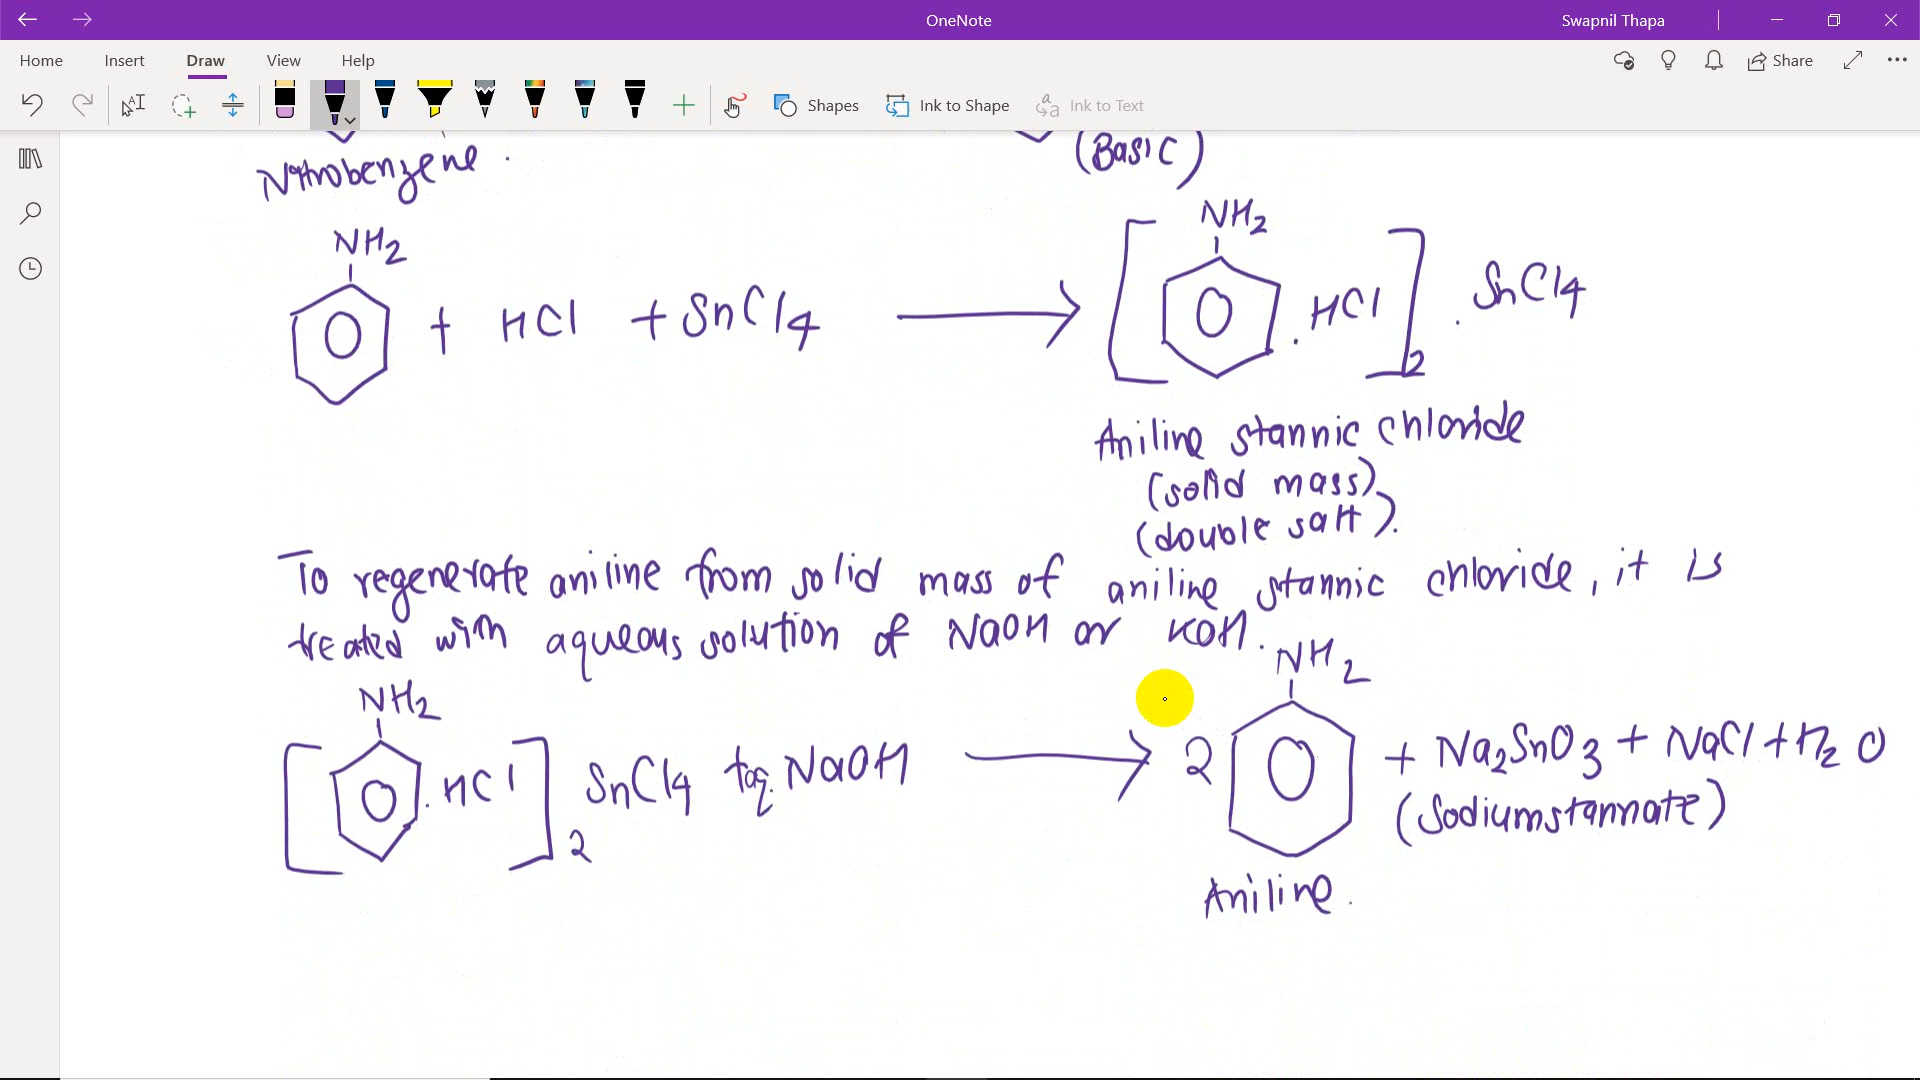 OneNote
Swapnil Thapa
Home Insert Draw View Help
Share
Shapes Ink to Shape Ink to Text
Nitrobenzene.
(Basic)
NH2 + HCl + SnCl4 → [NH2 .HCl]2 . SnCl4
Aniline stannic chloride
(solid mass)
(double salt).
To regenerate aniline from solid mass of aniline stannic chloride, it is
treated with aqueous solution of NaOH or KOH.
[NH2 .HCl]2 SnCl4 + aq. NaOH → 2 NH2 + Na2SnO3 + NaCl + H2O
(Sodiumstannate)
Aniline.